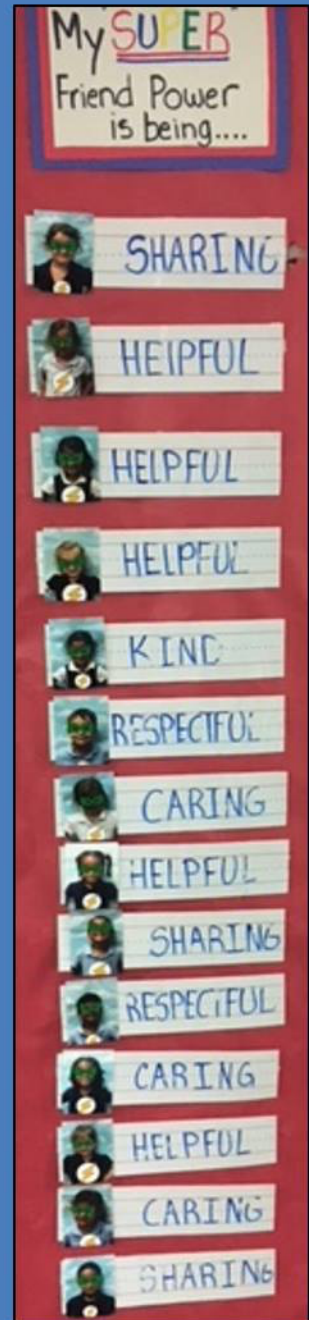 My SUPER
Friend Power
is being....
SHARING
HEIPFUL
HELPFUL
HELPFUL
KIND
RESPECTFUL
CARING
HELPFUL
SHARING
RESPECTFUL
CARING
HELPFUL
CARING
SHARING